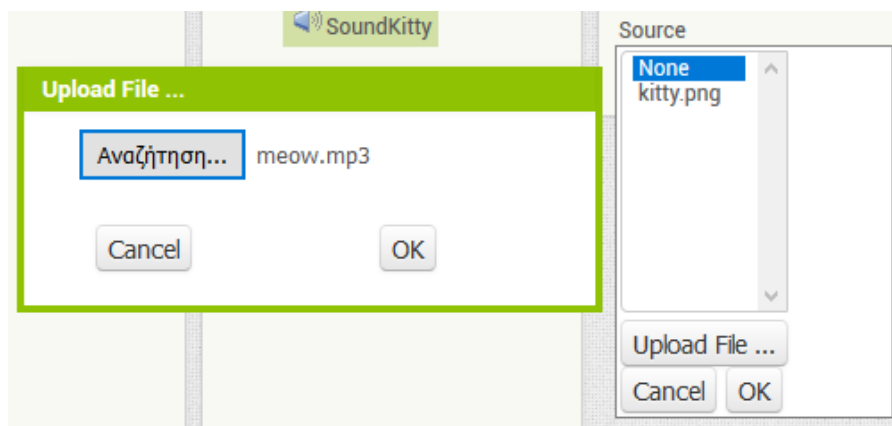 SoundKitty
Source
None
kitty.png
Upload File ...
Αναζήτηση... meow.mp3
Cancel OK
Upload File ...
Cancel OK